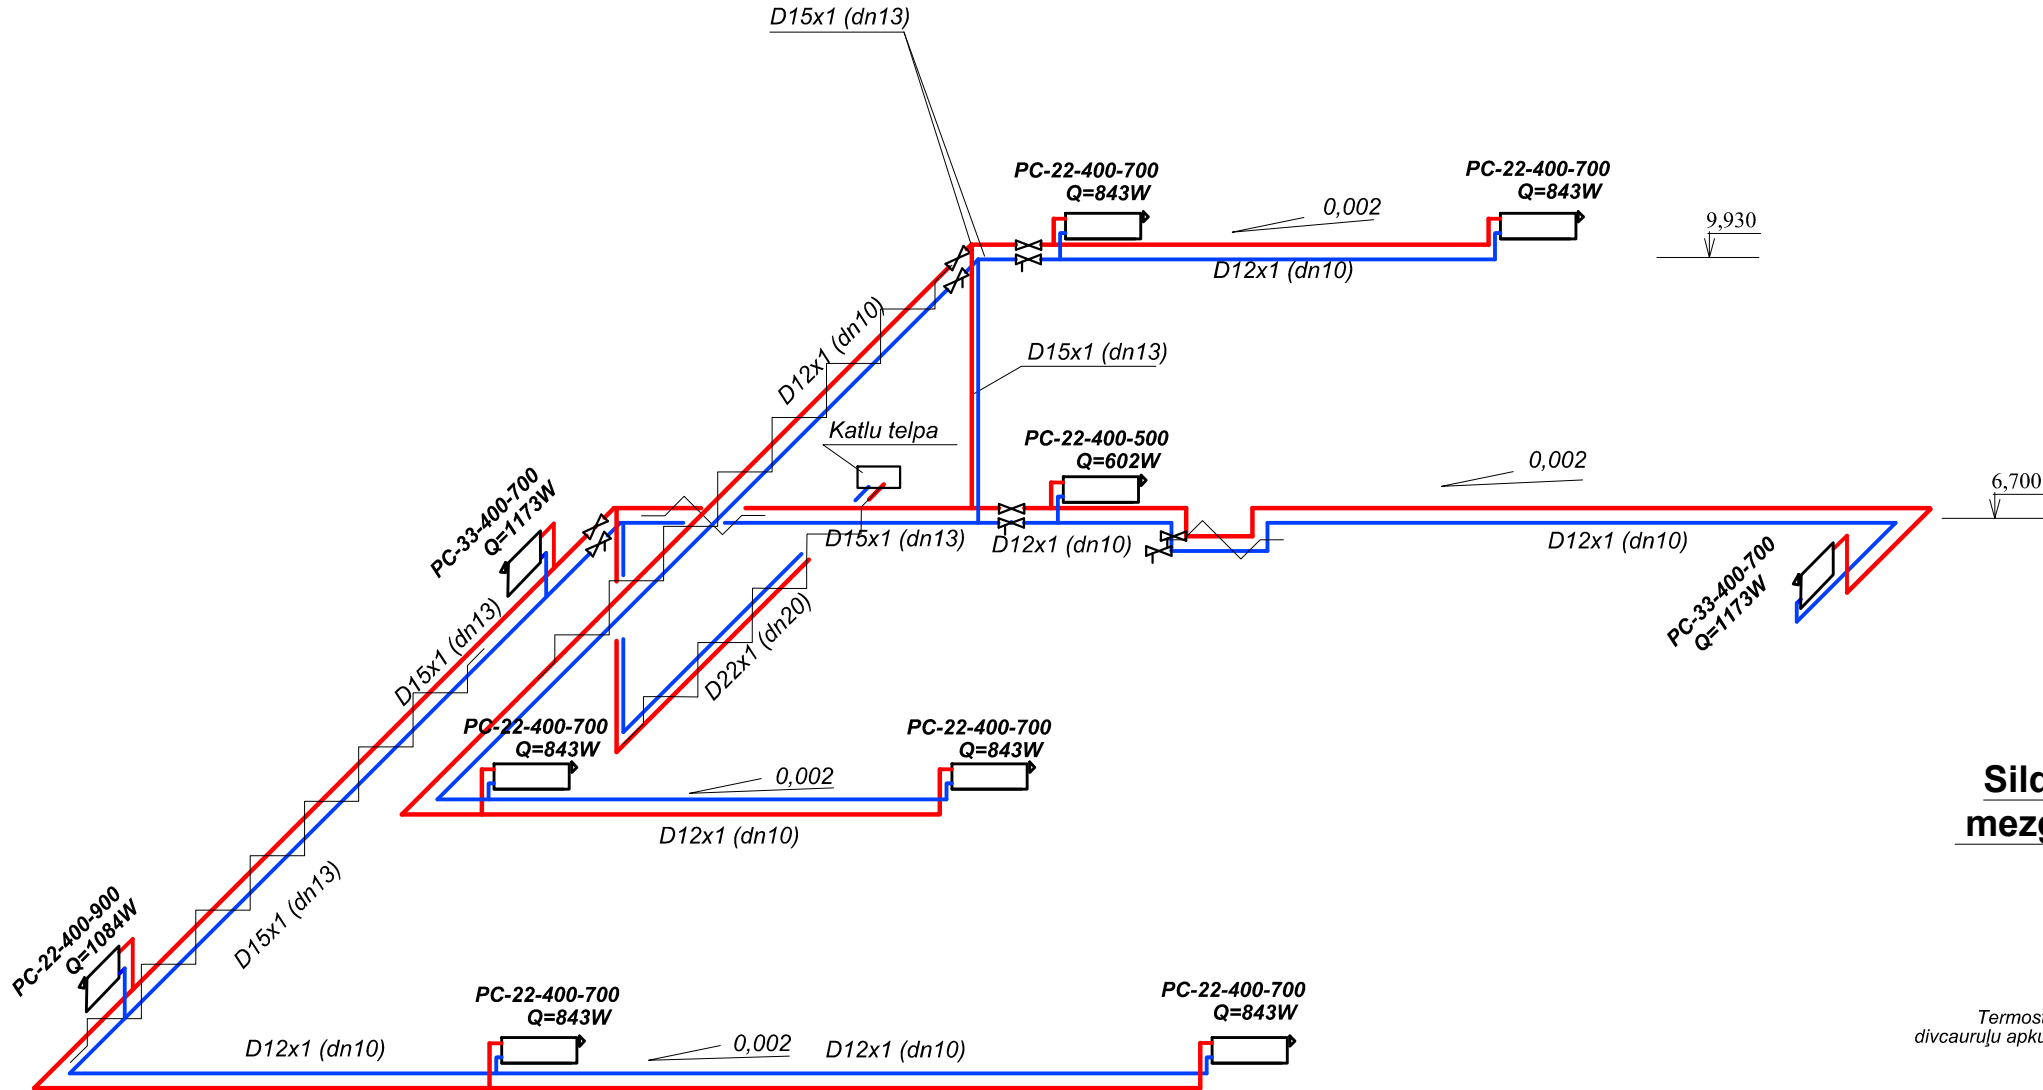 D15x1 (dn13)
PC-22-400-700
Q=843W
PC-22-400-700
Q=843W
0,002
9,930
D12x1 (dn10)
D12x1 (dn10)
D15x1 (dn13)
Katlu telpa
PC-22-400-500
Q=602W
0,002
6,700
PC-33-400-700
Q=1173W
D15x1 (dn13)
D12x1 (dn10)
D12x1 (dn10)
PC-33-400-700
Q=1173W
D15x1 (dn13)
D22x1 (dn20)
PC-22-400-700
Q=843W
PC-22-400-700
Q=843W
0,002
D12x1 (dn10)
D15x1 (dn13)
PC-22-400-900
Q=1084W
PC-22-400-700
Q=843W
PC-22-400-700
Q=843W
D12x1 (dn10)
0,002
D12x1 (dn10)
divcauruļu